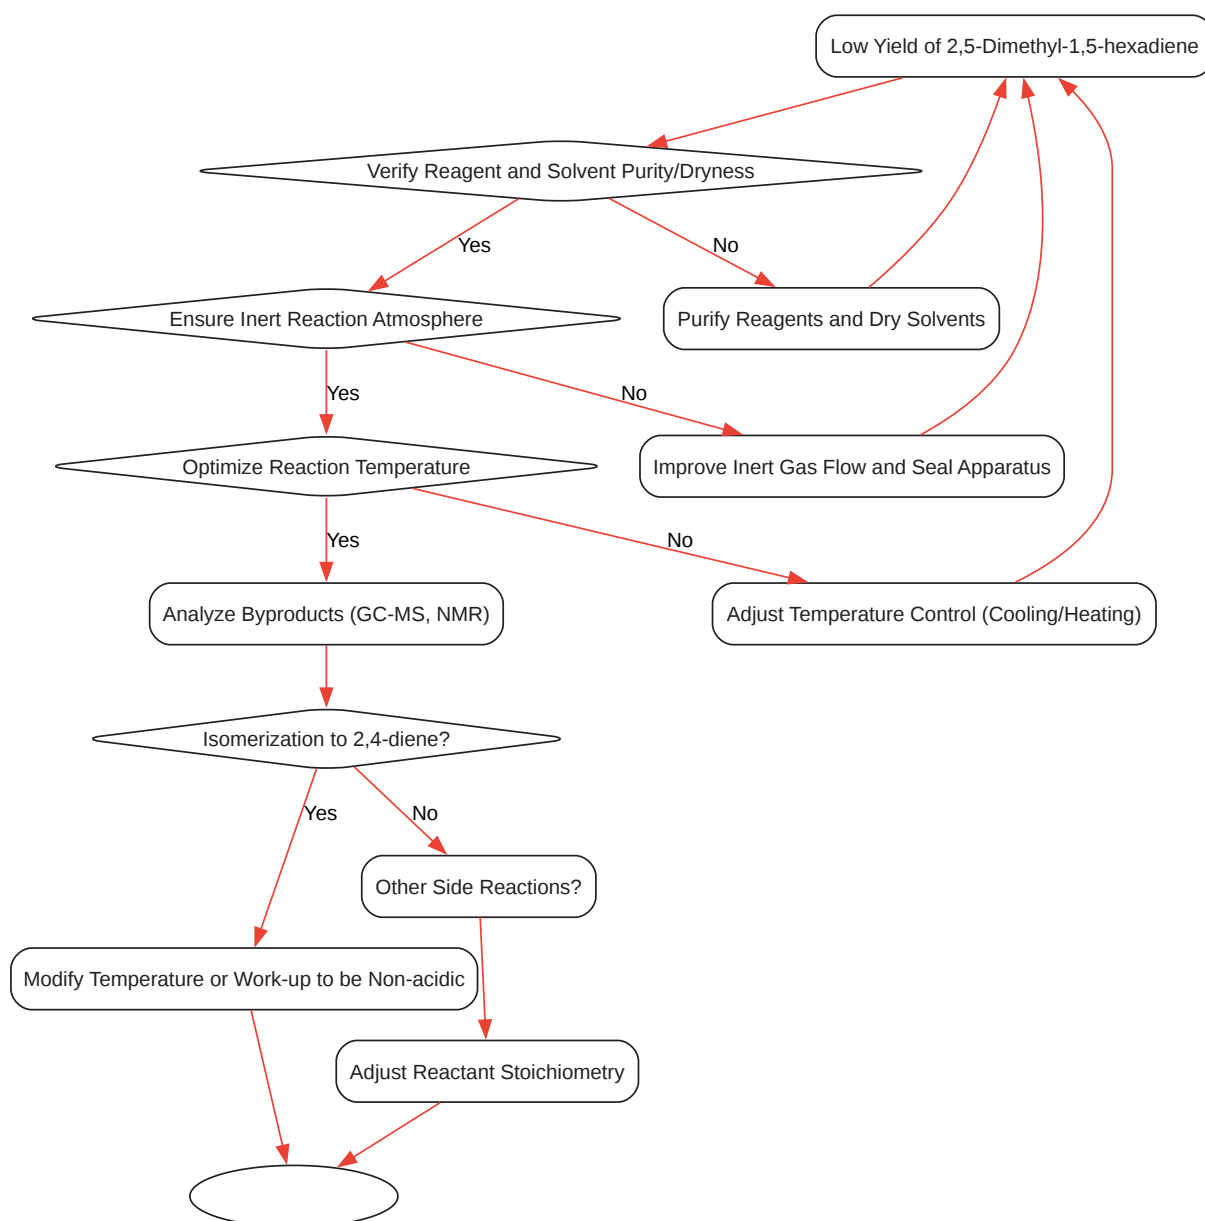 Low Yield of 2,5-Dimethyl-1,5-hexadiene
Verify Reagent and Solvent Purity/Dryness
Yes
No
Ensure Inert Reaction Atmosphere
Purify Reagents and Dry Solvents
Yes
No
Optimize Reaction Temperature
Improve Inert Gas Flow and Seal Apparatus
Yes
No
Analyze Byproducts (GC-MS, NMR)
Adjust Temperature Control (Cooling/Heating)
Isomerization to 2,4-diene?
Yes
No
Other Side Reactions?
Modify Temperature or Work-up to be Non-acidic
Adjust Reactant Stoichiometry